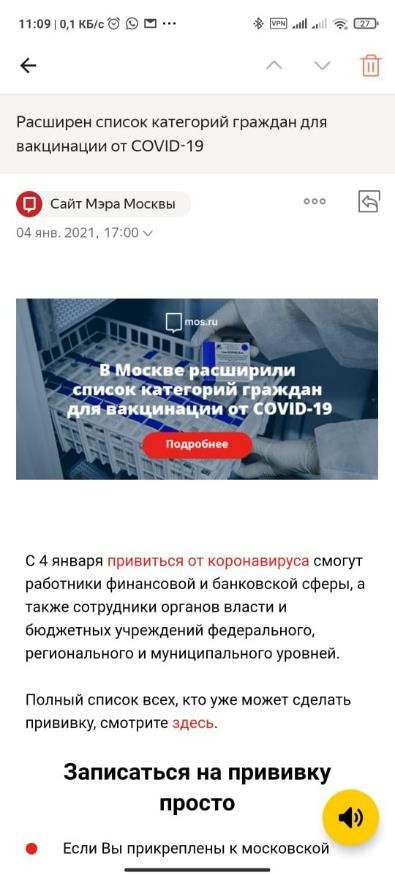 11:09 | 0,1 КБ/с ...
VPN 27
Расширен список категорий граждан для
вакцинации от COVID-19
Сайт Мэра Москвы
04 янв. 2021, 17:00
mos.ru
В Москве расширили
список категорий граждан
для вакцинации от COVID-19
Подробнее
С 4 января привиться от коронавируса смогут
работники финансовой и банковской сферы, а
также сотрудники органов власти и
бюджетных учреждений федерального,
регионального и муниципального уровней.
Полный список всех, кто уже может сделать
прививку, смотрите здесь.
Записаться на прививку
просто
Если Вы прикреплены к московской